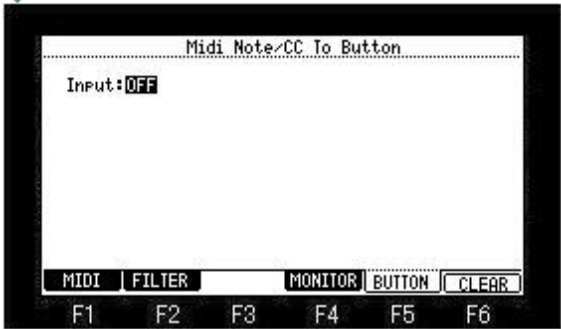 Midi Note/CC To Button
Input:OFF
MIDI FILTER MONITOR BUTTON CLEAR
F1 F2 F3 F4 F5 F6